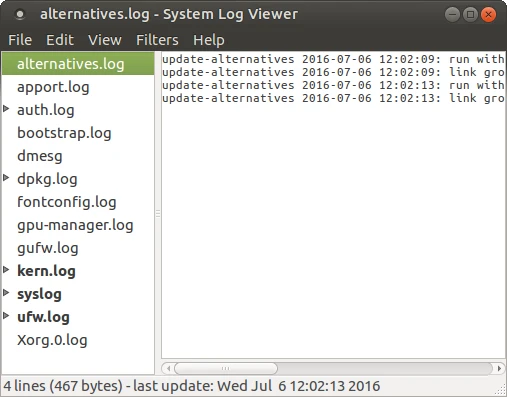 alternatives.log - System Log Viewer
File Edit View Filters Help
alternatives.log
apport.log
auth.log
bootstrap.log
dmesg
dpkg.log
fontconfig.log
gpu-manager.log
gufw.log
kern.log
syslog
ufw.log
Xorg.0.log
update-alternatives 2016-07-06 12:02:09: run with
update-alternatives 2016-07-06 12:02:09: link gro
update-alternatives 2016-07-06 12:02:13: run with
update-alternatives 2016-07-06 12:02:13: link gro
4 lines (467 bytes) - last update: Wed Jul  6 12:02:13 2016